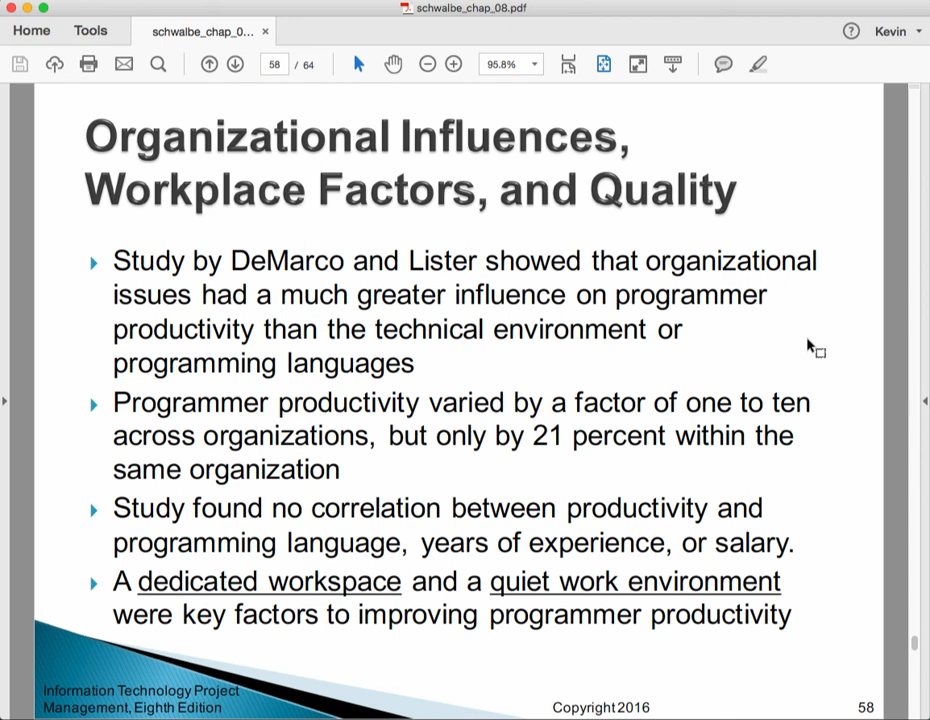 schwalbe_chap_08.pdf
Home
Tools
schwalbe_chap_0... ×
?
Kevin
58 / 64
95.8%
Organizational Influences,
Workplace Factors, and Quality
Study by DeMarco and Lister showed that organizational
issues had a much greater influence on programmer
productivity than the technical environment or
programming languages
Programmer productivity varied by a factor of one to ten
across organizations, but only by 21 percent within the
same organization
Study found no correlation between productivity and
programming language, years of experience, or salary.
A dedicated workspace and a quiet work environment
were key factors to improving programmer productivity
Information Technology Project
Management, Eighth Edition
Copyright 2016
58